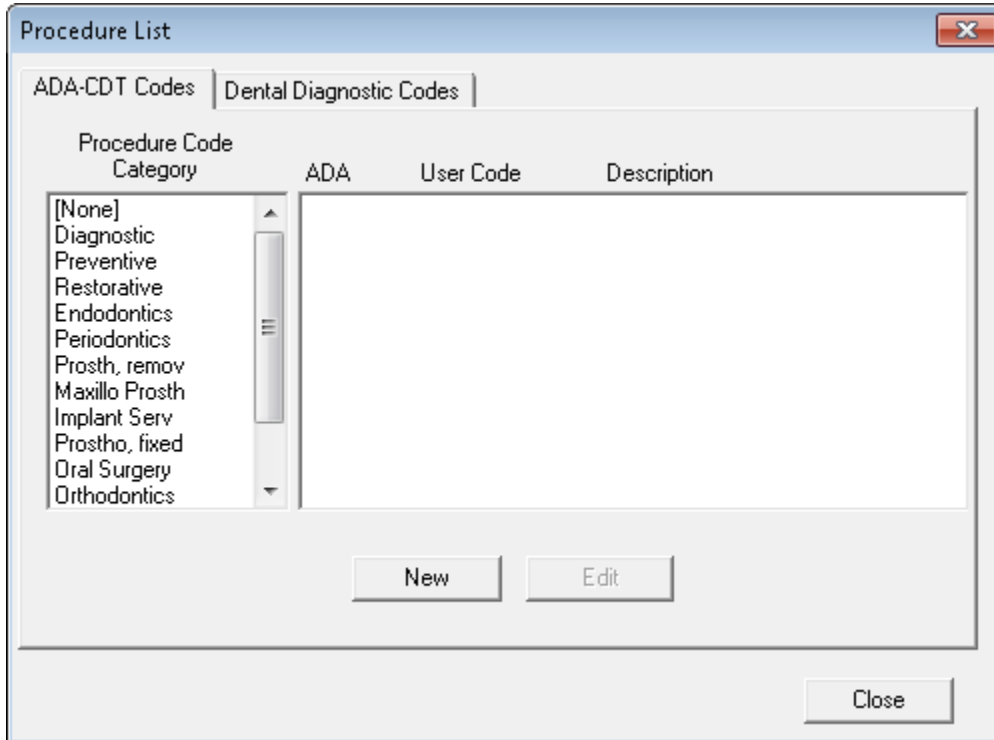 Procedure List
ADA-CDT Codes
Dental Diagnostic Codes
Procedure Code
Category
ADA
User Code
Description
[None]
Diagnostic
Preventive
Restorative
Endodontics
Periodontics
Prosth, remov
Maxillo Prosth
Implant Serv
Prostho, fixed
Oral Surgery
Orthodontics
New
Edit
Close